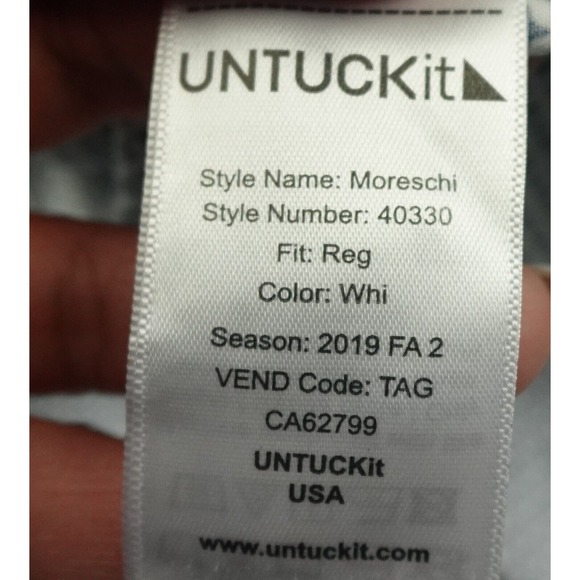 UNTUCKit
Style Name: Moreschi
Style Number: 40330
Fit: Reg
Color: Whi
Season: 2019 FA 2
VEND Code: TAG
CA62799
UNTUCKit
USA
www.untuckit.com